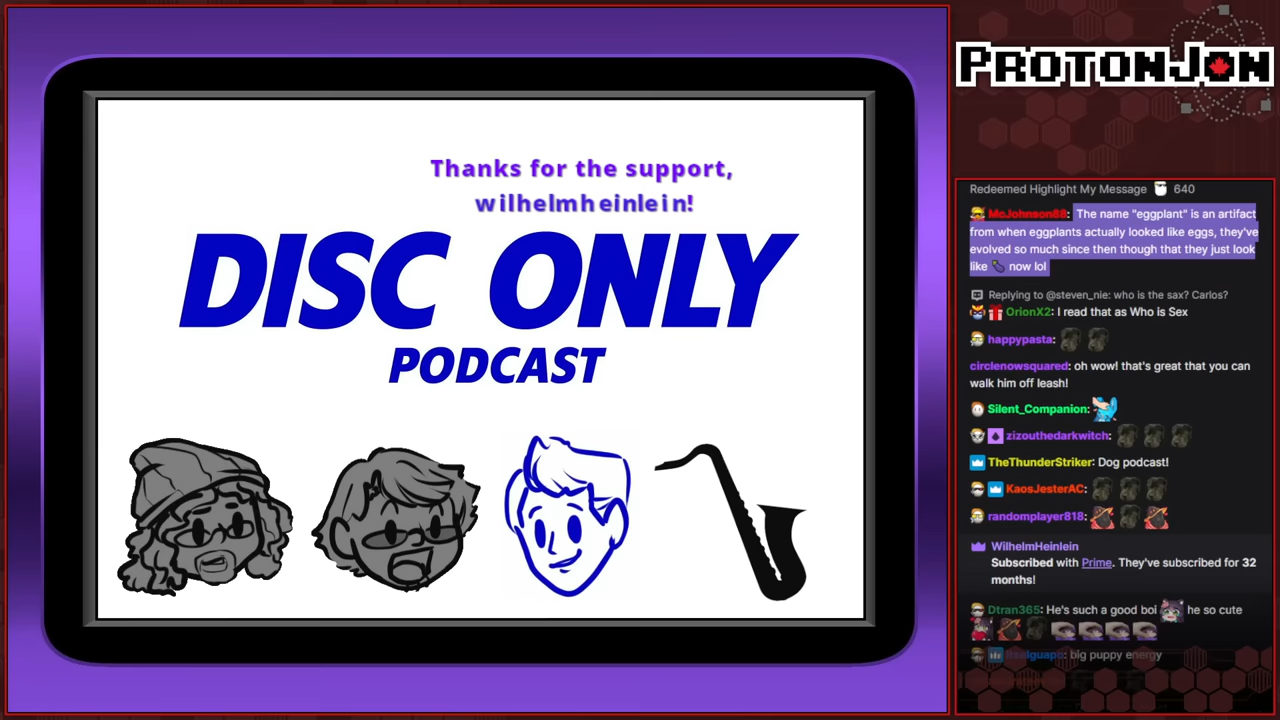 Thanks for the support,
wilhelmheinlein!
DISC ONLY
PODCAST
PROTONJON
Redeemed Highlight My Message 640
McJohnson88: The name "eggplant" is an artifact
from when eggplants actually looked like eggs, they've
evolved so much since then though that they just look
like 🍆 now lol
Replying to @steven_nie: who is the sax? Carlos?
OrionX2: I read that as Who is Sex
happypasta:
circlenowsquared: oh wow! that's great that you can
walk him off leash!
Silent_Companion:
zizouthedarkwitch:
TheThunderStriker: Dog podcast!
KaosJesterAC:
randomplayer818:
WilhelmHeinlein
Subscribed with Prime. They've subscribed for 32
months!
Dtran365: He's such a good boi he so cute
big puppy energy